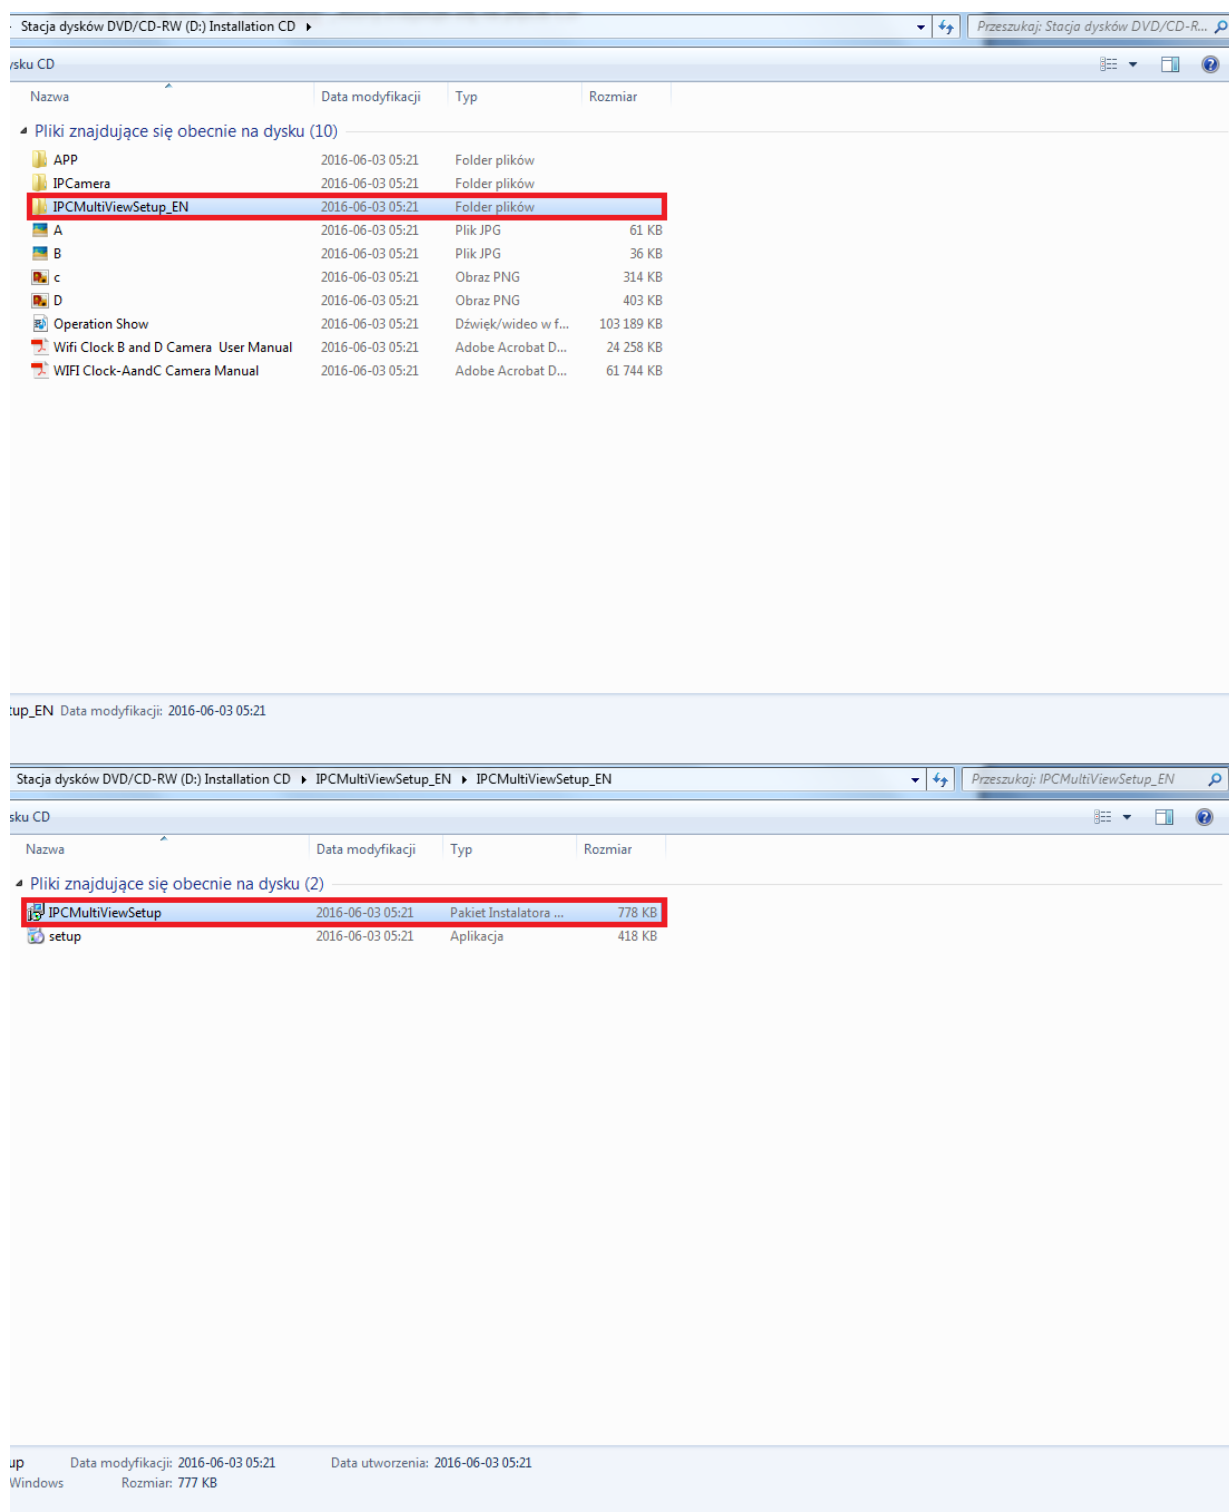 Stacja dysków DVD/CD-RW (D:) Installation CD
Przeszukaj: Stacja dysków DVD/CD-R...
ysku CD
Nazwa Data modyfikacji Typ Rozmiar
Pliki znajdujące się obecnie na dysku (10)
APP 2016-06-03 05:21 Folder plików
IPCamera 2016-06-03 05:21 Folder plików
IPCMultiViewSetup_EN 2016-06-03 05:21 Folder plików
A 2016-06-03 05:21 Plik JPG 61 KB
B 2016-06-03 05:21 Plik JPG 36 KB
c 2016-06-03 05:21 Obraz PNG 314 KB
D 2016-06-03 05:21 Obraz PNG 403 KB
Operation Show 2016-06-03 05:21 Dźwięk/wideo w f... 103 189 KB
Wifi Clock B and D Camera User Manual 2016-06-03 05:21 Adobe Acrobat D... 24 258 KB
WIFI Clock-AandC Camera Manual 2016-06-03 05:21 Adobe Acrobat D... 61 744 KB
tup_EN Data modyfikacji: 2016-06-03 05:21
Stacja dysków DVD/CD-RW (D:) Installation CD IPCMultiViewSetup_EN IPCMultiViewSetup_EN
Przeszukaj: IPCMultiViewSetup_EN
sku CD
Nazwa Data modyfikacji Typ Rozmiar
Pliki znajdujące się obecnie na dysku (2)
IPCMultiViewSetup 2016-06-03 05:21 Pakiet Instalatora ... 778 KB
setup 2016-06-03 05:21 Aplikacja 418 KB
up Data modyfikacji: 2016-06-03 05:21 Data utworzenia: 2016-06-03 05:21
Windows Rozmiar: 777 KB